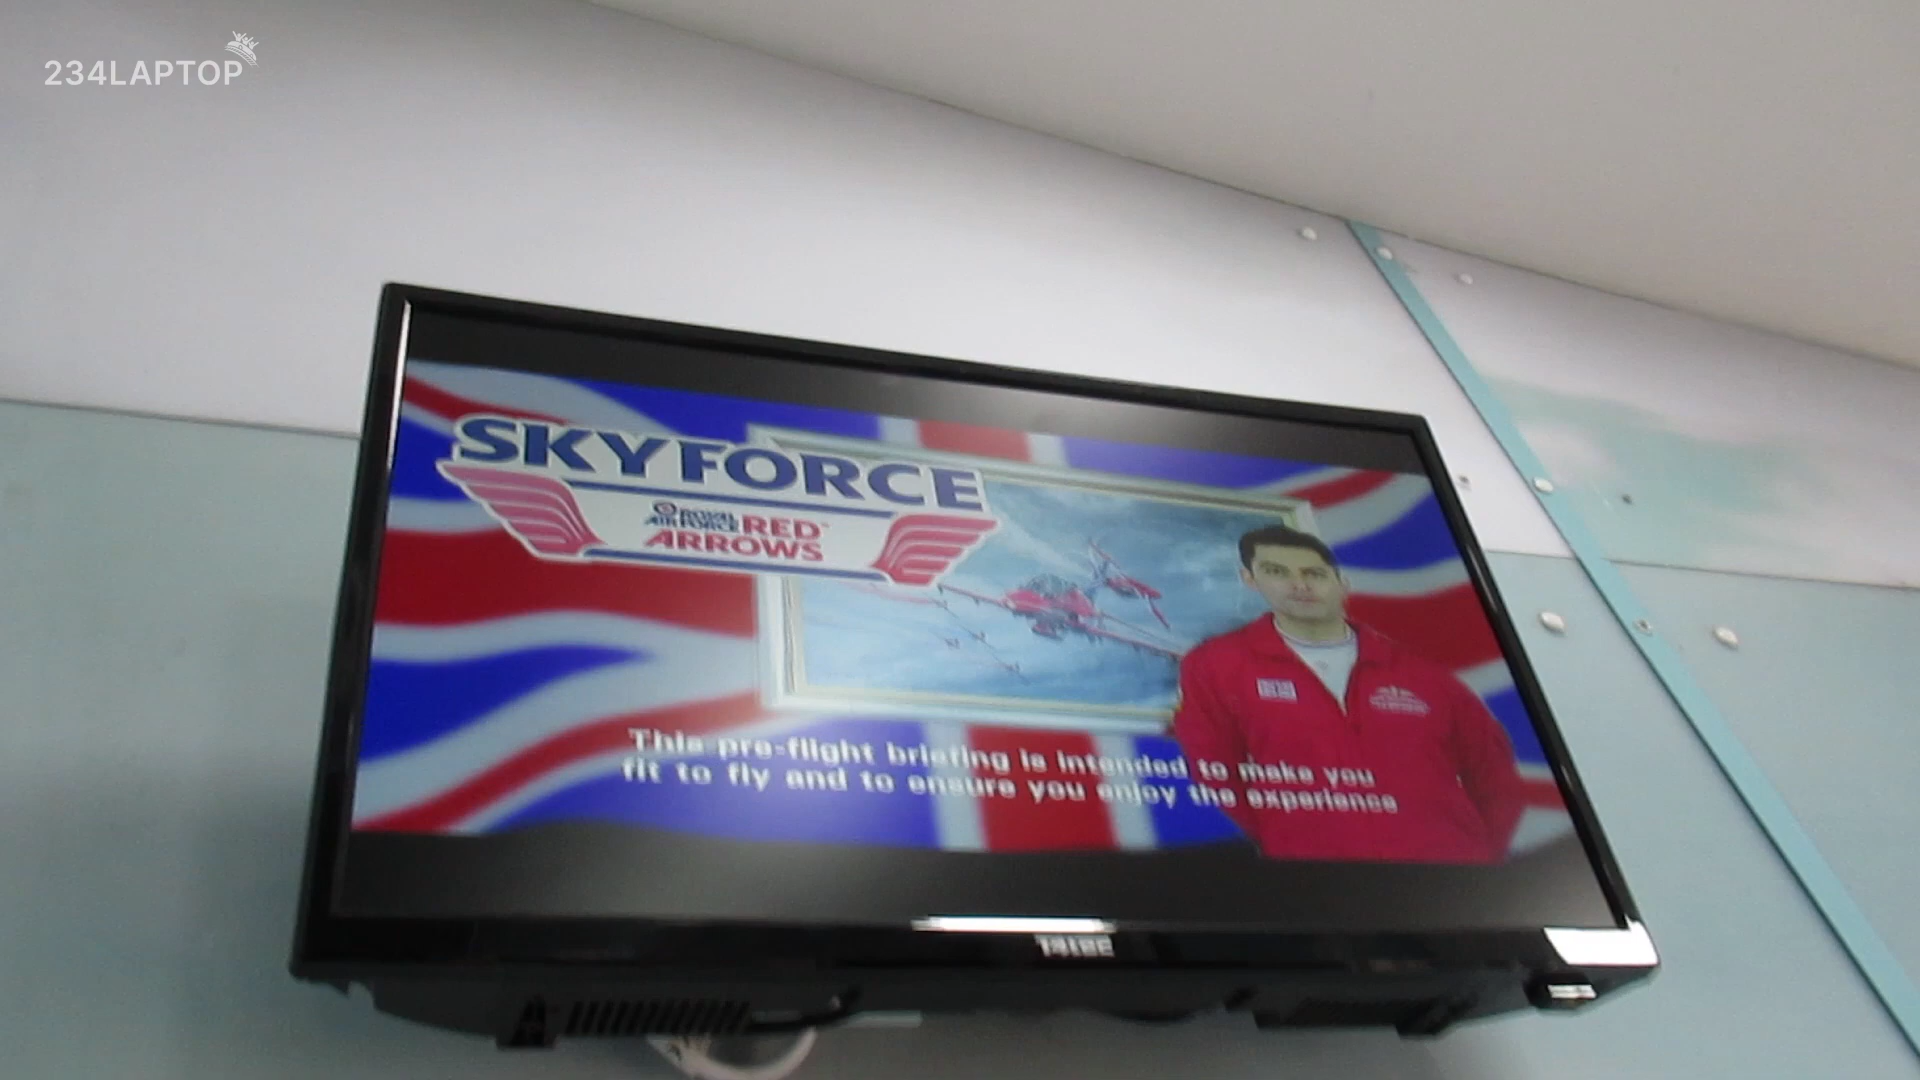 234LAPTOP
SKYFORCE
ROYAL
AIR FORCE RED
ARROWS
This pre-flight briefing is intended to make you
fit to fly and to ensure you enjoy the experience